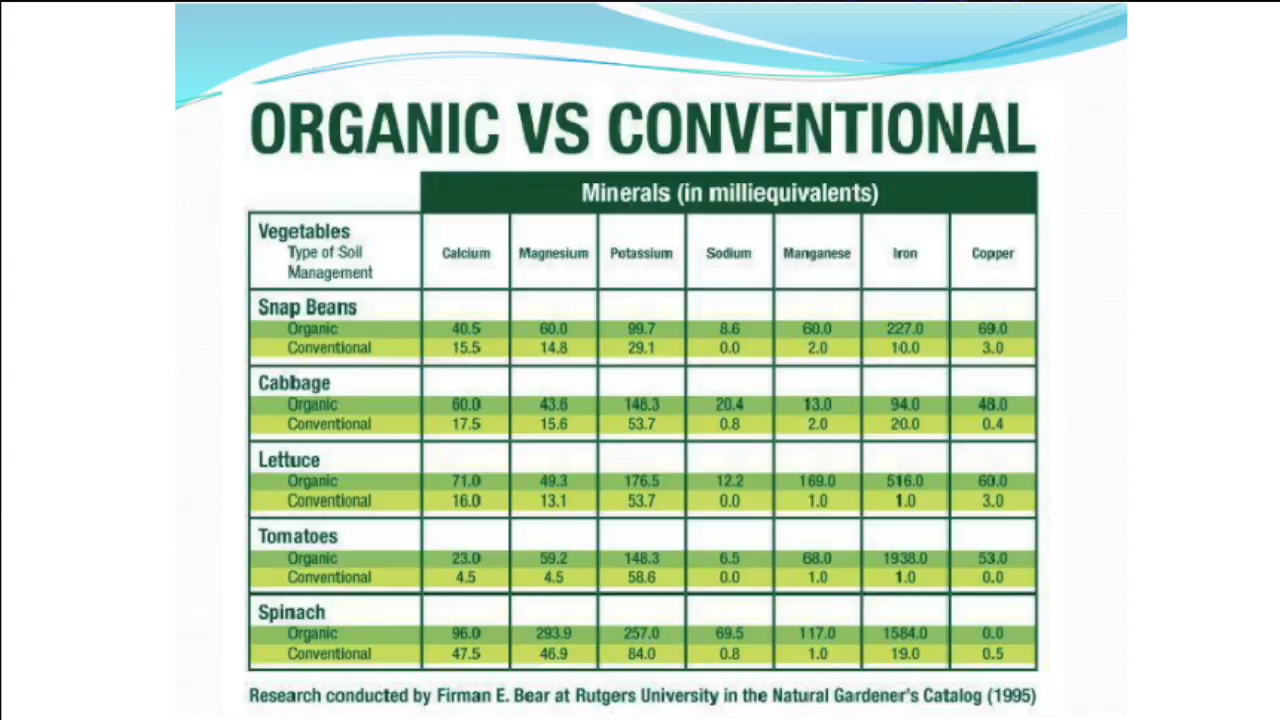 ORGANIC VS CONVENTIONAL
Minerals (in milliequivalents)
Vegetables
Type of Soil
Management
Calcium Magnesium Potassium Sodium Manganese Iron Copper
Snap Beans
Organic 40.5 60.0 99.7 8.6 60.0 227.0 69.0
Conventional 15.5 14.8 29.1 0.0 2.0 10.0 3.0
Cabbage
Organic 60.0 43.6 148.3 20.4 13.0 94.0 48.0
Conventional 17.5 15.6 53.7 0.8 2.0 20.0 0.4
Lettuce
Organic 71.0 49.3 176.5 12.2 169.0 516.0 60.0
Conventional 16.0 13.1 53.7 0.0 1.0 1.0 3.0
Tomatoes
Organic 23.0 59.2 148.3 6.5 68.0 1938.0 53.0
Conventional 4.5 4.5 58.6 0.0 1.0 1.0 0.0
Spinach
Organic 96.0 293.9 257.0 69.5 117.0 1584.0 0.0
Conventional 47.5 46.9 84.0 0.8 1.0 19.0 0.5
Research conducted by Firman E. Bear at Rutgers University in the Natural Gardener's Catalog (1995)